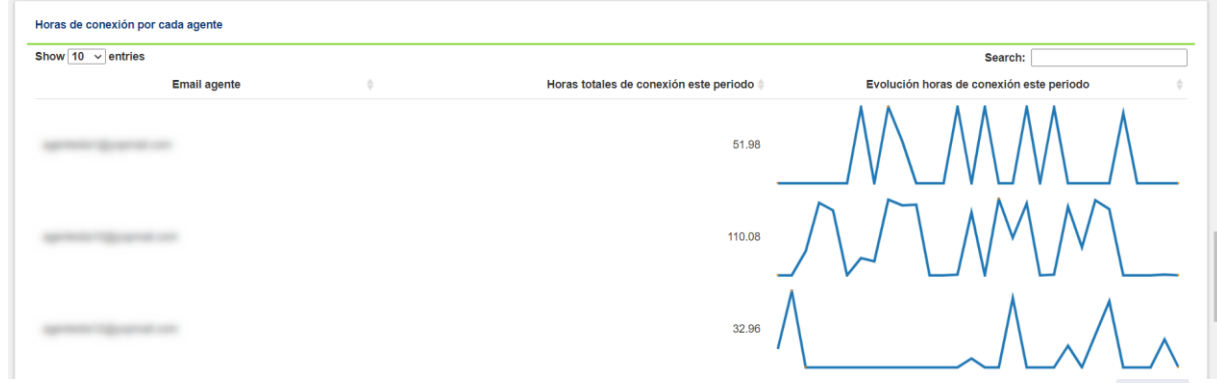 Horas de conexión por cada agente
Show 10 entries Search:
Email agente Horas totales de conexión este periodo Evolución horas de conexión este periodo
51.98
110.08
32.96